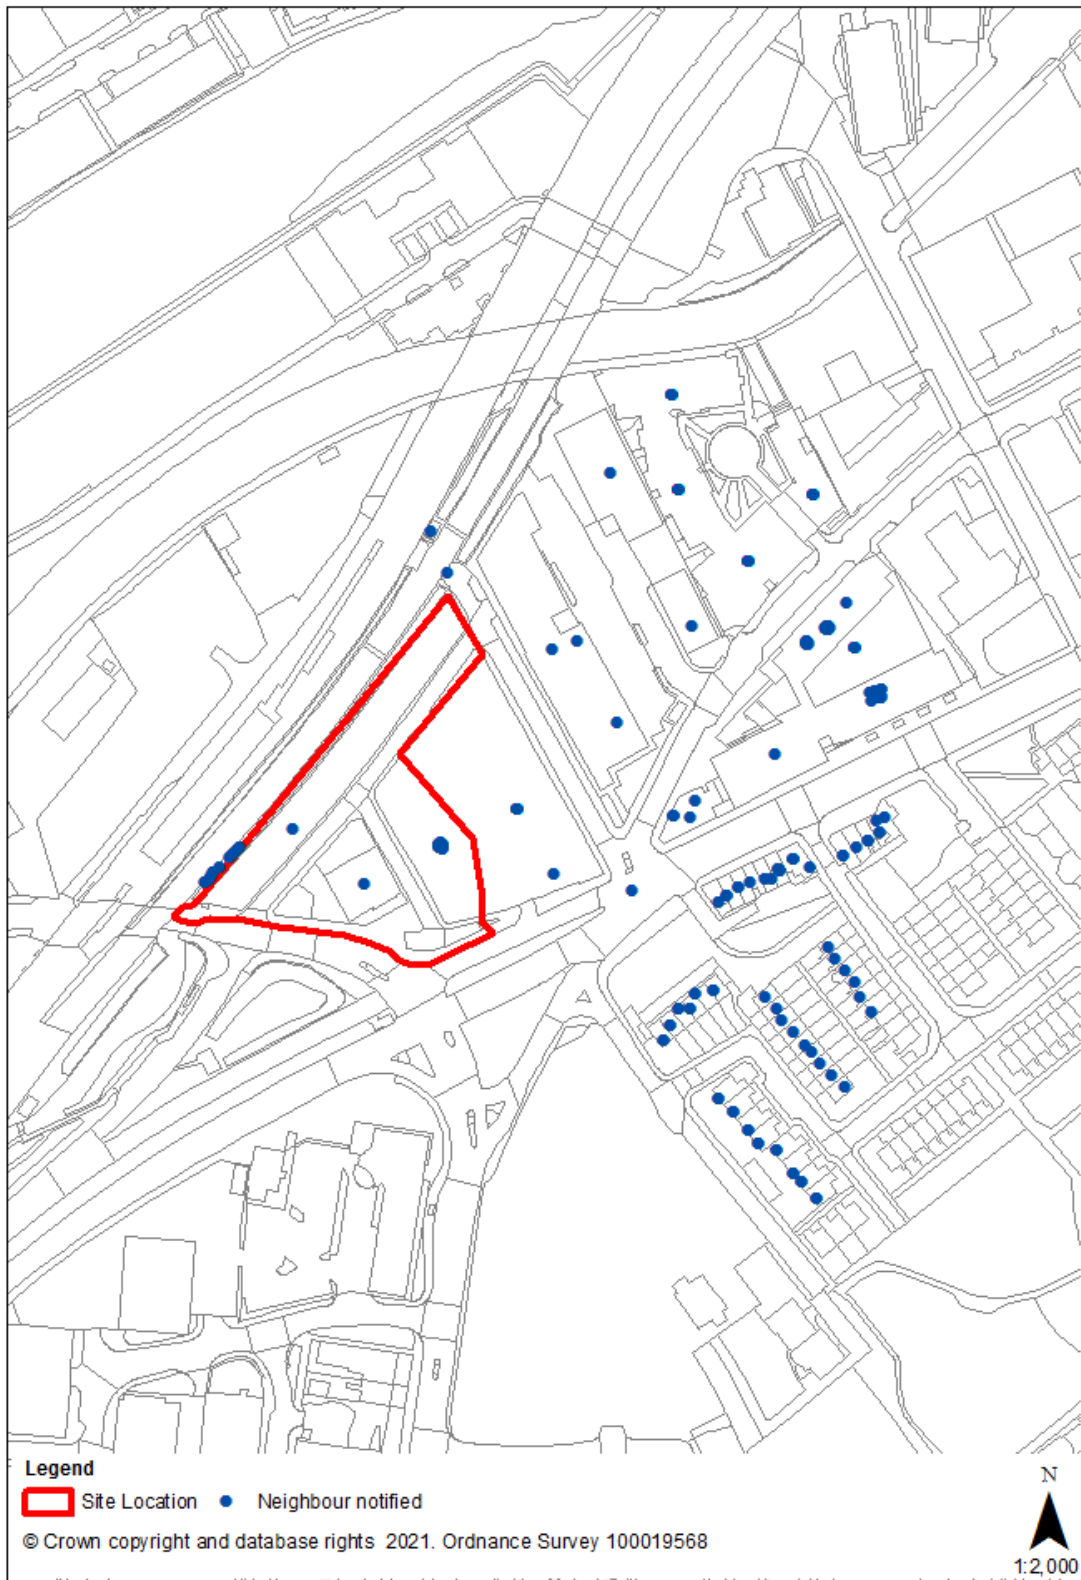 Legend
Site Location
Neighbour notified
© Crown copyright and database rights 2021. Ordnance Survey 100019568
N
1:2,000